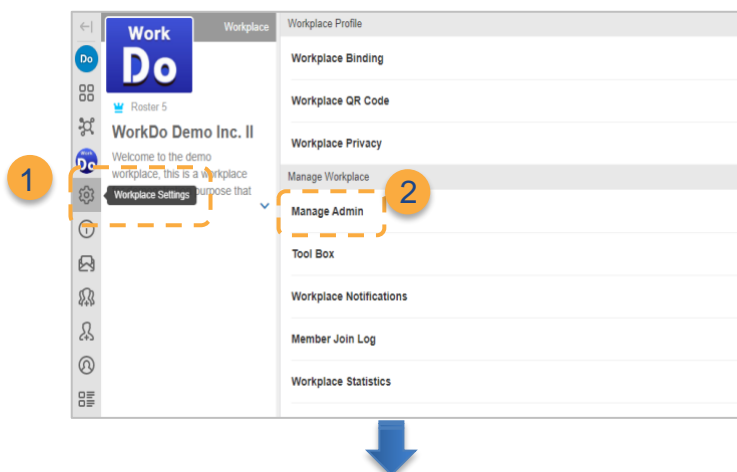 Work
Do
Workplace
Do
Roster 5
WorkDo Demo Inc. II
Welcome to the demo
workplace, this is a workplace
purpose that
Work
Do
1
Workplace Settings
Workplace Profile
Workplace Binding
Workplace QR Code
Workplace Privacy
Manage Workplace
2
Manage Admin
Tool Box
Workplace Notifications
Member Join Log
Workplace Statistics